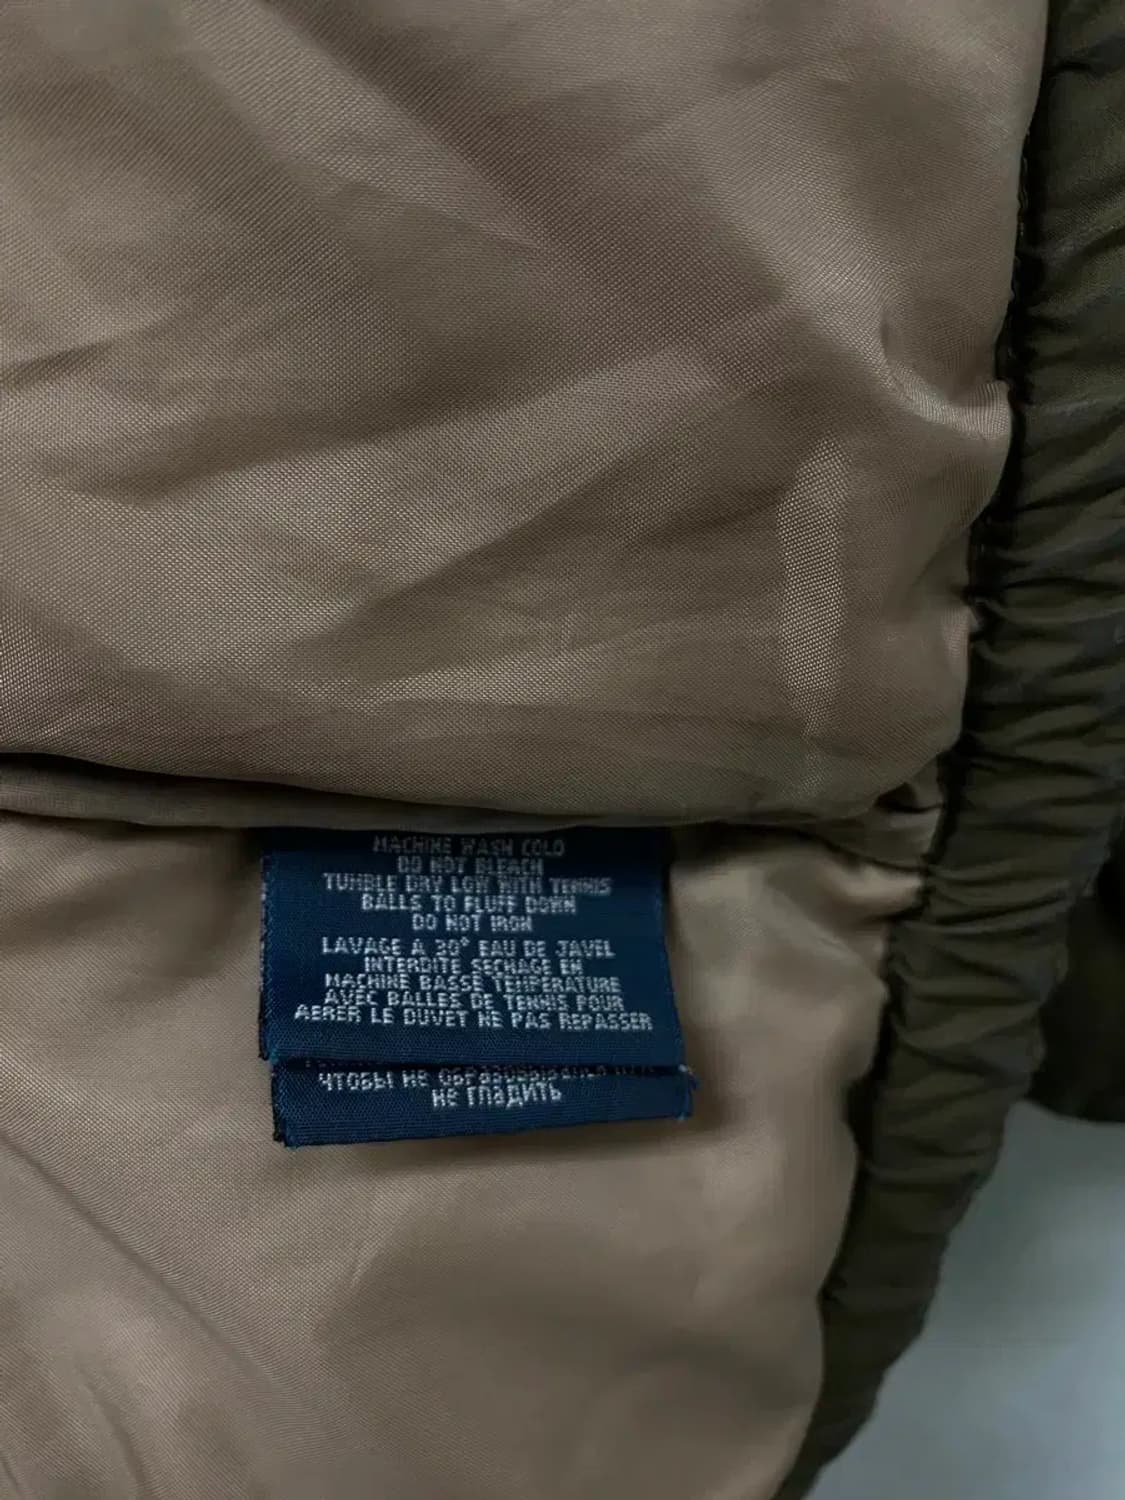 MACHINE WASH COLD
DO NOT BLEACH
TUMBLE DRY LOW WITH TENNIS
BALLS TO FLUFF DOWN
DO NOT IRON
LAVAGE A 30° EAU DE JAVEL
INTERDITE SECHAGE EN
MACHINE BASSE TEMPERATURE
AVEC BALLES DE TENNIS POUR
AERER LE DUVET NE PAS REPASSER
ЧТОБЫ НЕ
НЕ ГЛАДИТЬ